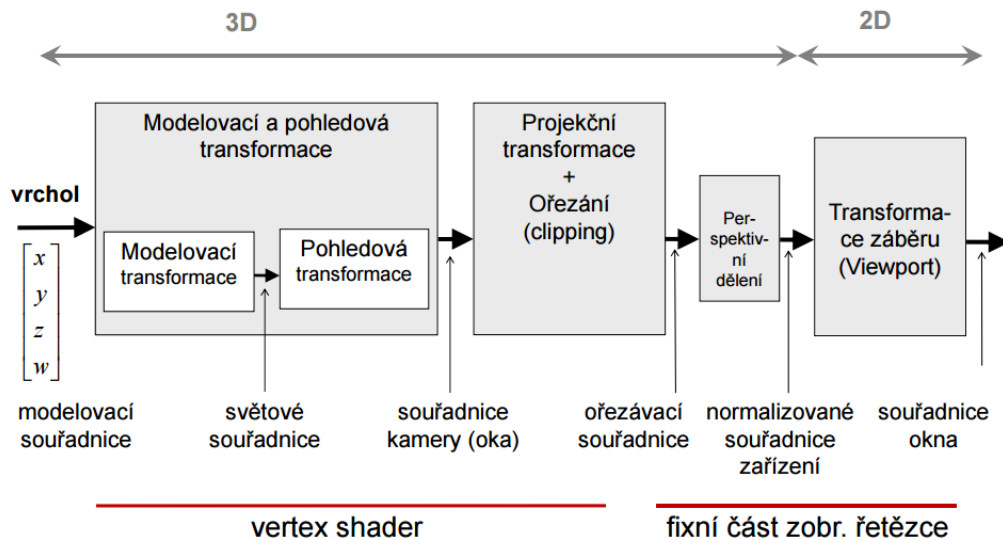 3D
2D
vrchol
x
y
z
w
Modelovací a pohledová
transformace
Modelovací
transformace
Pohledová
transformace
Projekční
transformace
+
Ořezání
(clipping)
Per-
spektiv-
ní
dělení
Transforma-
ce záběru
(Viewport)
modelovací
souřadnice
světové
souřadnice
souřadnice
kamery (oka)
ořezávací
souřadnice
normalizované
souřadnice
zařízení
souřadnice
okna
vertex shader
fixní část zobr. řetězce